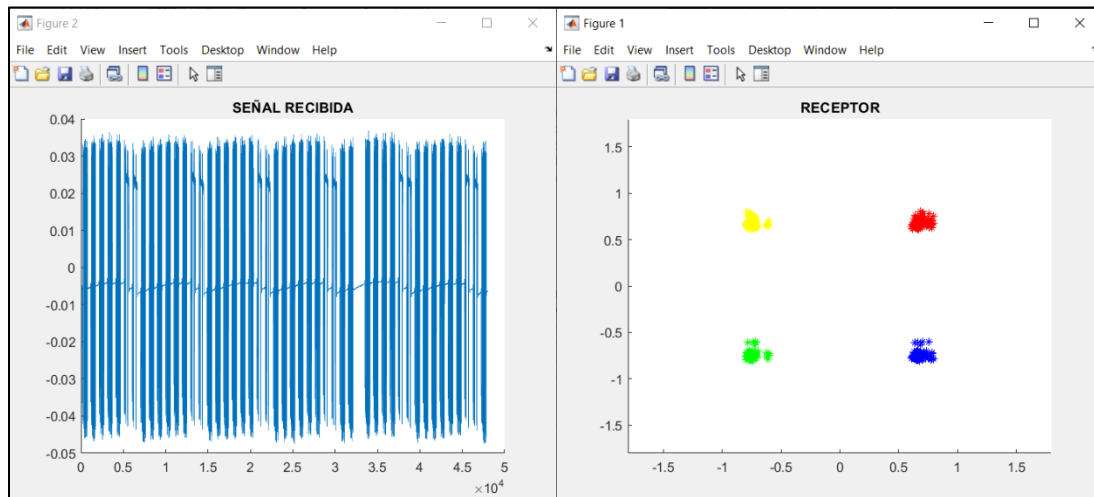 Figure 2
File Edit View Insert Tools Desktop Window Help
SEÑAL RECIBIDA
0.04
0.03
0.02
0.01
0
-0.01
-0.02
-0.03
-0.04
-0.05
0 0.5 1 1.5 2 2.5 3 3.5 4 4.5 5
×10⁴
Figure 1
File Edit View Insert Tools Desktop Window Help
RECEPTOR
1.5
1
0.5
0
-0.5
-1
-1.5
-1.5 -1 -0.5 0 0.5 1 1.5